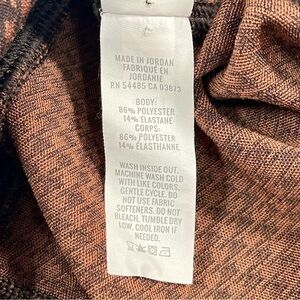 MADE IN JORDAN
FABRIQUÉ EN
JORDANIE
RN 54485 CA 03873
BODY:
86% POLYESTER
14% ELASTANE
CORPS:
86% POLYESTER
14% ÉLASTHANNE
WASH INSIDE OUT.
MACHINE WASH COLD
WITH LIKE COLORS,
GENTLE CYCLE. DO
NOT USE FABRIC
SOFTENERS. DO NOT
BLEACH, TUMBLE DRY
LOW, COOL IRON IF
NEEDED.